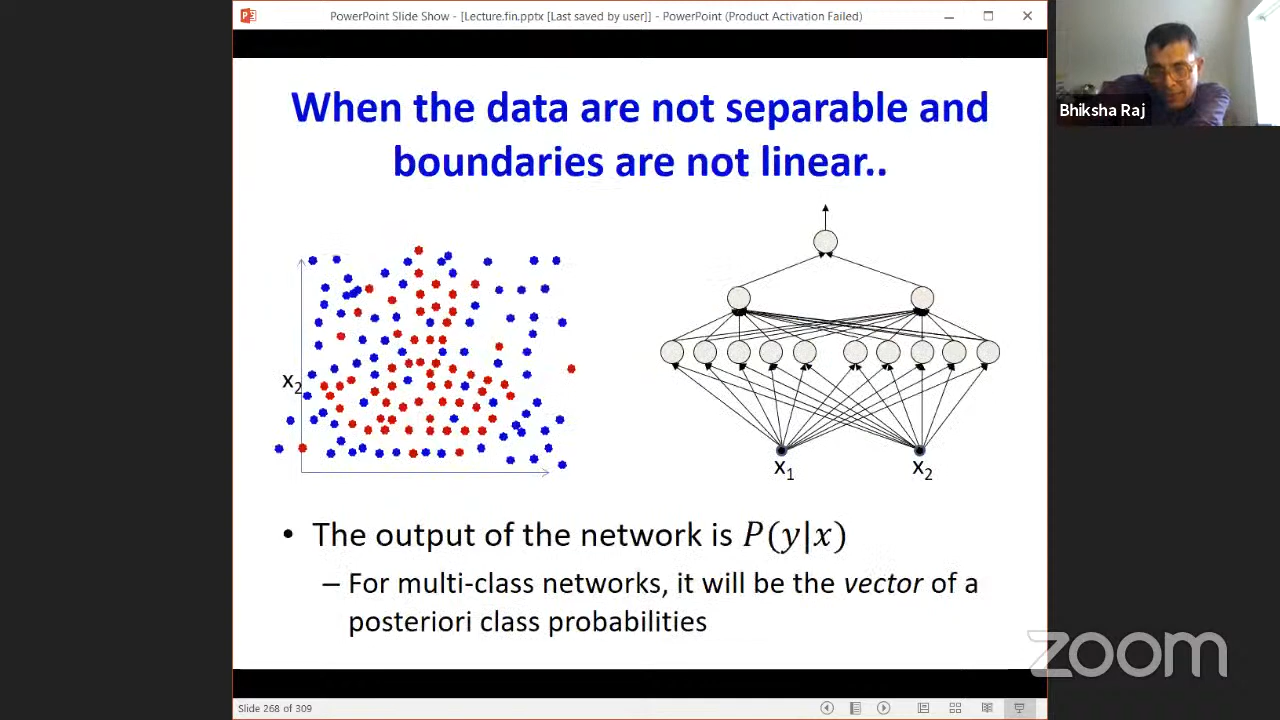 PowerPoint Slide Show - [Lecture.fin.pptx [Last saved by user]] - PowerPoint (Product Activation Failed)
Bhiksha Raj
When the data are not separable and
boundaries are not linear..
x2
x1 x2
• The output of the network is P(y|x)
– For multi-class networks, it will be the vector of a
posteriori class probabilities
zoom
Slide 268 of 309